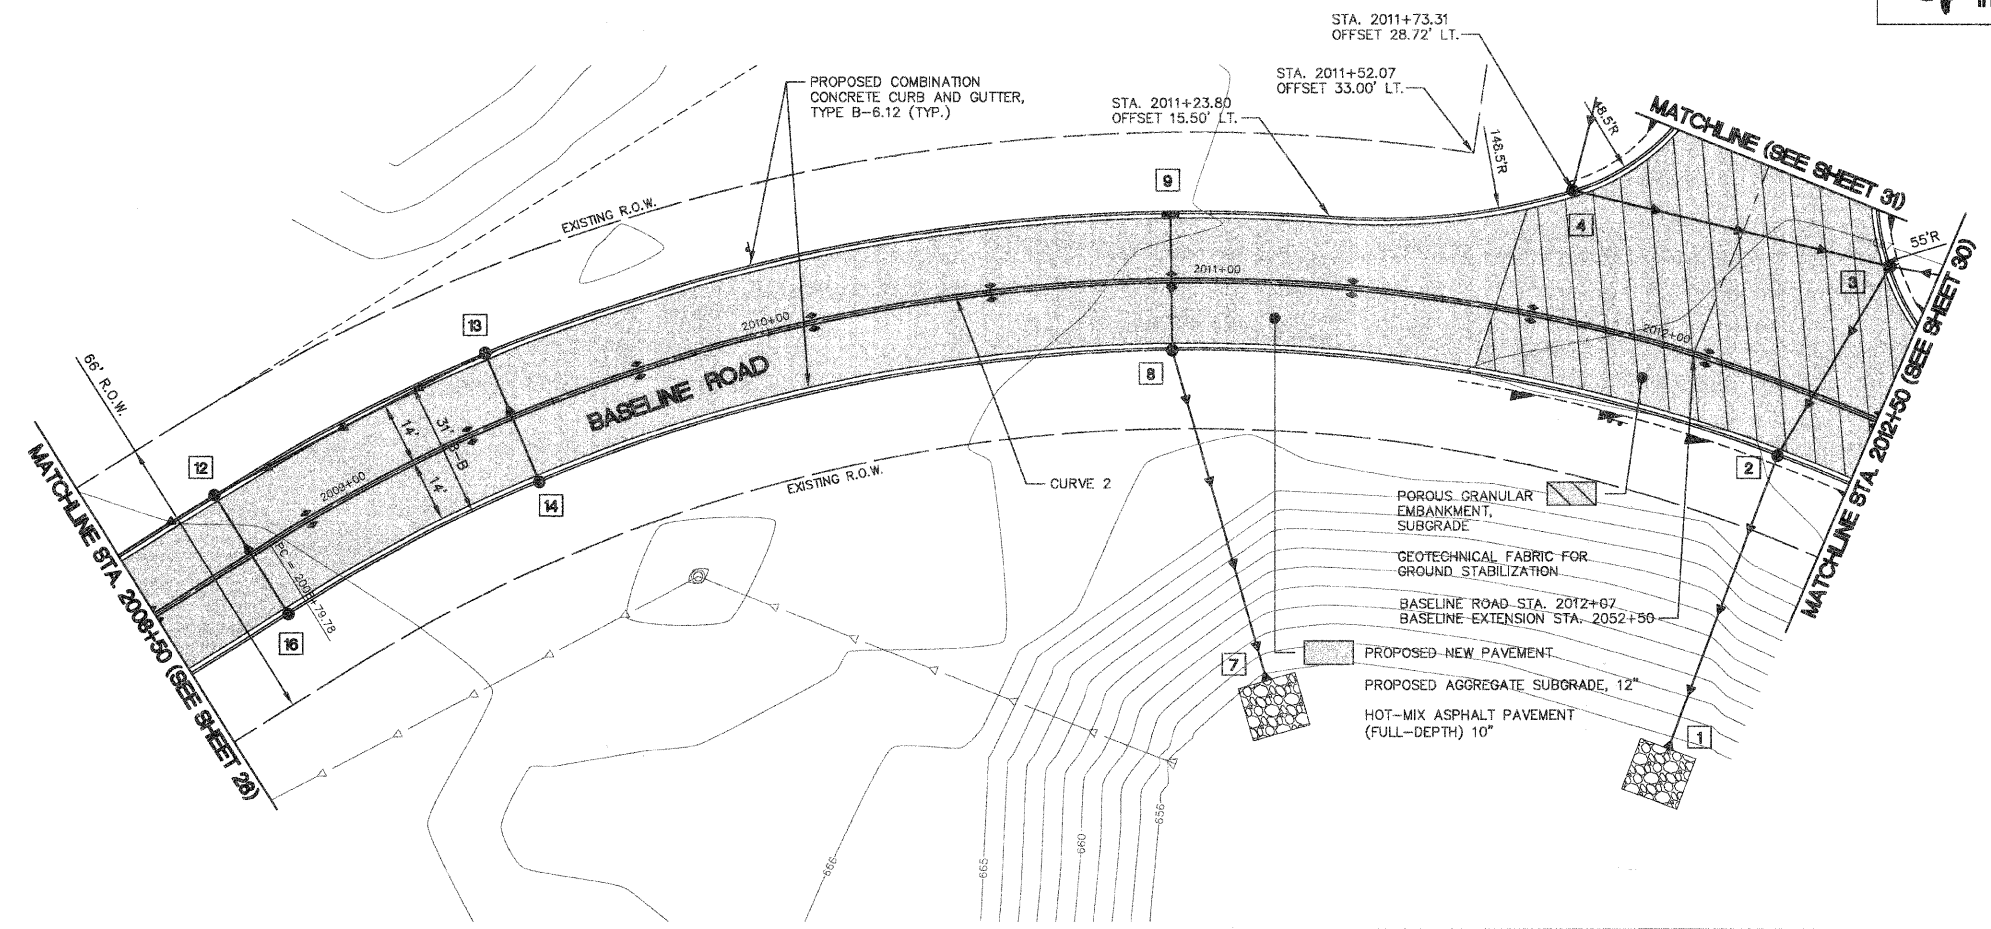 STA. 2011+73.31
OFFSET 28.72' LT.
STA. 2011+52.07
OFFSET 33.00' LT.
STA. 2011+23.80
OFFSET 15.50' LT.
PROPOSED COMBINATION
CONCRETE CURB AND GUTTER,
TYPE B-6.12 (TYP.)
48.5'R
148.5'R
MATCHLINE (SEE SHEET 31)
EXISTING R.O.W.
9
4
55'R
3
2011+00
2010+00
2012+00
13
66' R.O.W.
BASELINE ROAD
8
14'
31' B-B
14'
2009+00
12
14
2
EXISTING R.O.W.
CURVE 2
MATCHLINE STA. 2008+50 (SEE SHEET 28)
MATCHLINE STA. 2012+50 (SEE SHEET 30)
16
POROUS GRANULAR
EMBANKMENT,
SUBGRADE
GEOTECHNICAL FABRIC FOR
GROUND STABILIZATION
BASELINE ROAD STA. 2012+07
BASELINE EXTENSION STA. 2052+50
7
PROPOSED NEW PAVEMENT
PROPOSED AGGREGATE SUBGRADE, 12"
HOT-MIX ASPHALT PAVEMENT
(FULL-DEPTH) 10"
1
666
665
660
656